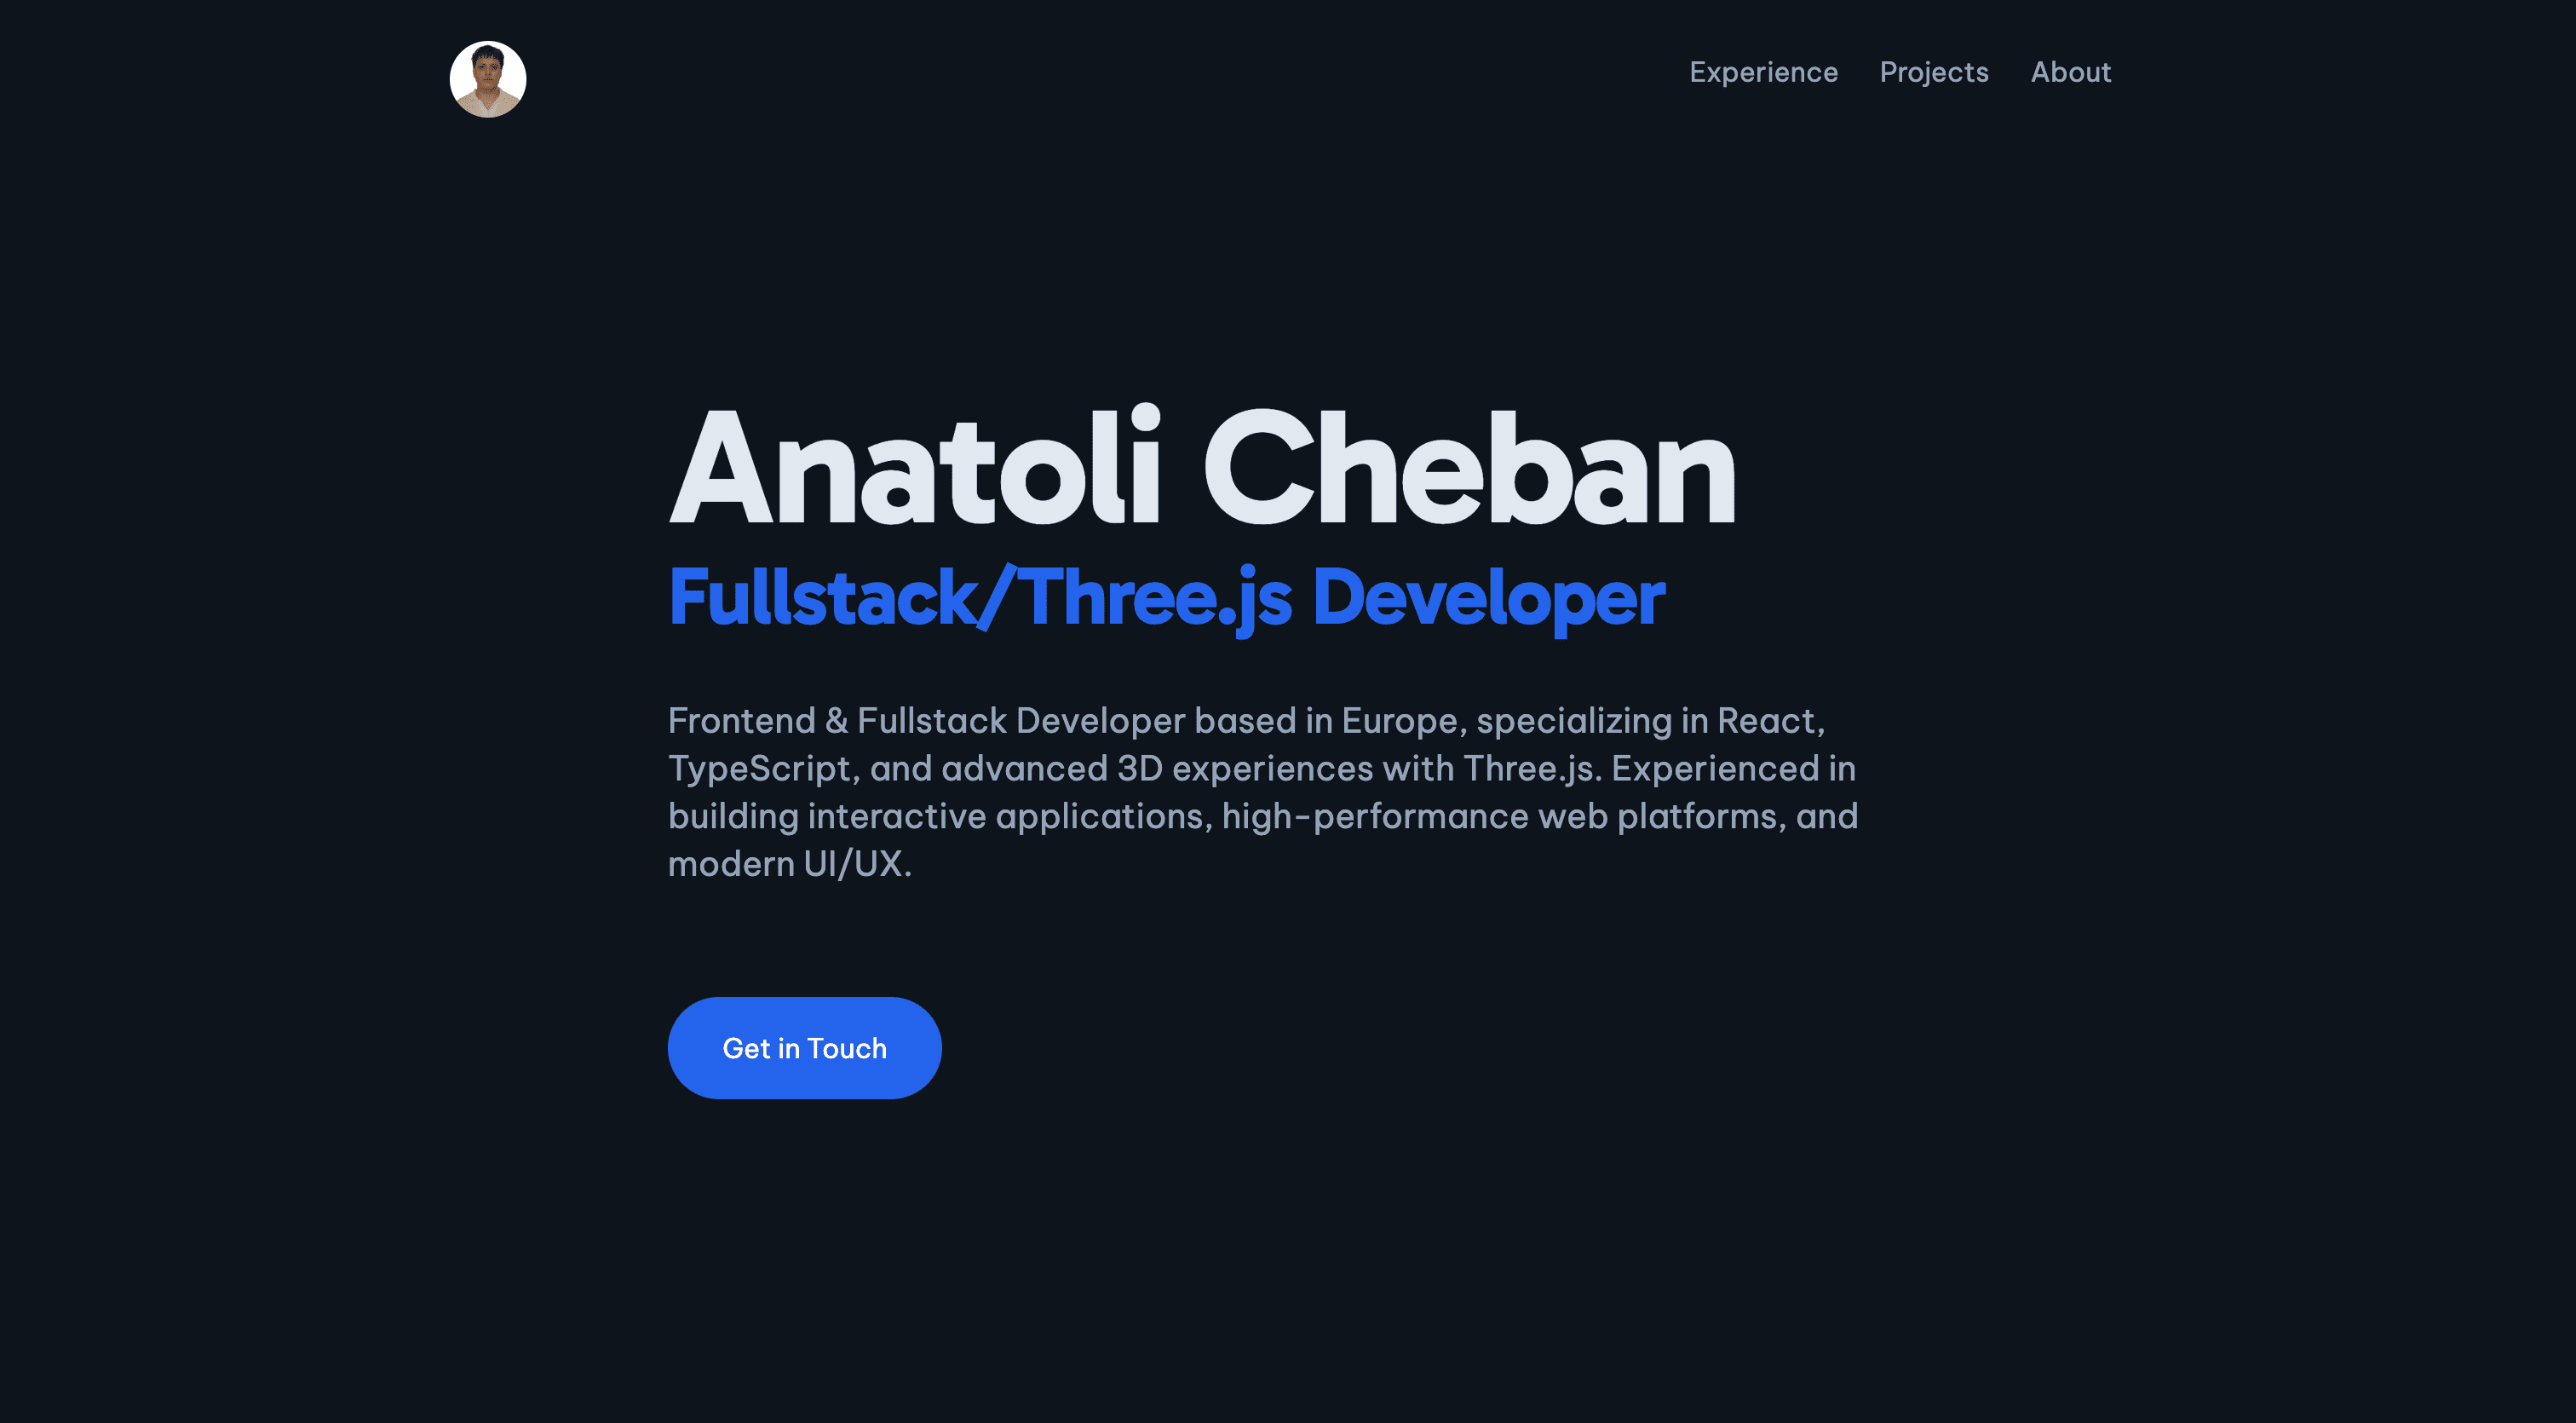 Experience Projects About
Anatoli Cheban
Fullstack/Three.js Developer
Frontend & Fullstack Developer based in Europe, specializing in React,
TypeScript, and advanced 3D experiences with Three.js. Experienced in
building interactive applications, high-performance web platforms, and
modern UI/UX.
Get in Touch